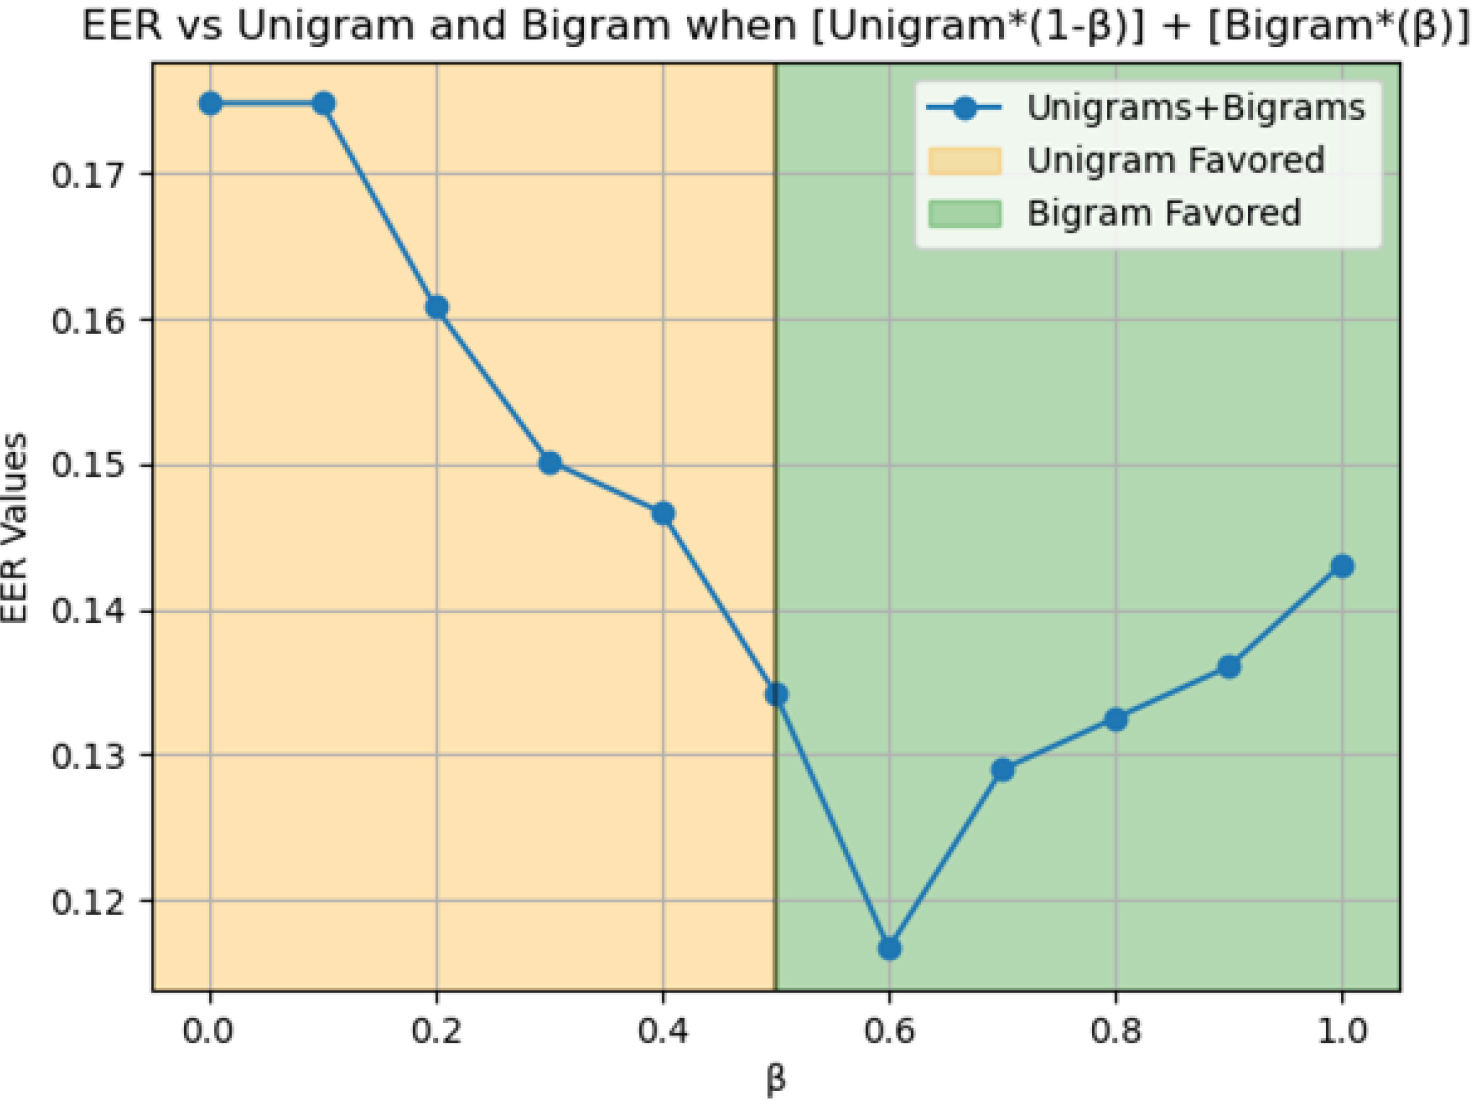 EER vs Unigram and Bigram when [Unigram*(1-β)] + [Bigram*(β)]
Unigrams+Bigrams
Unigram Favored
Bigram Favored
EER Values
0.17
0.16
0.15
0.14
0.13
0.12
0.0 0.2 0.4 0.6 0.8 1.0
β